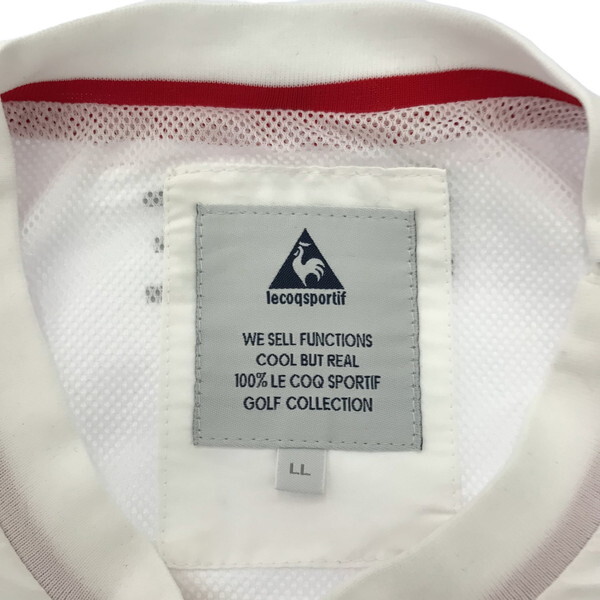 lecoqsportif
WE SELL FUNCTIONS
COOL BUT REAL
100% LE COQ SPORTIF
GOLF COLLECTION
LL